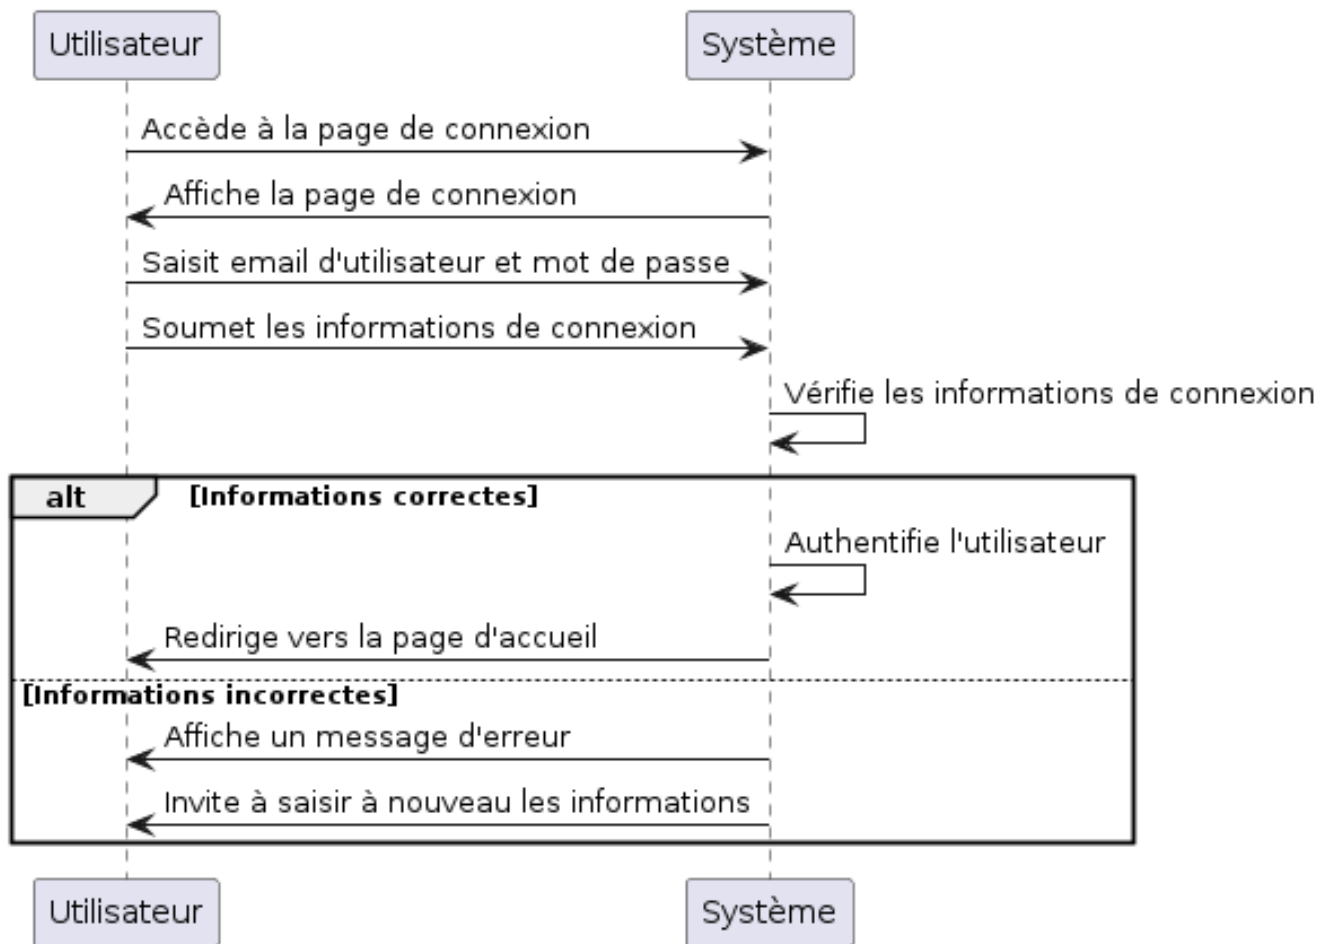 Utilisateur
Système
Accède à la page de connexion
Affiche la page de connexion
Saisit email d'utilisateur et mot de passe
Soumet les informations de connexion
Vérifie les informations de connexion
alt
[Informations correctes]
Authentifie l'utilisateur
Redirige vers la page d'accueil
[Informations incorrectes]
Affiche un message d'erreur
Invite à saisir à nouveau les informations
Utilisateur
Système